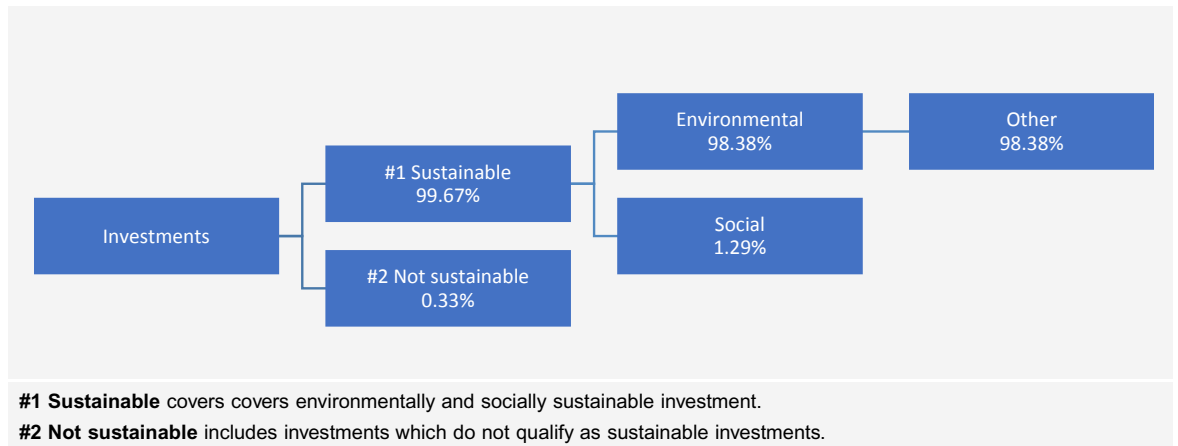 Investments
#1 Sustainable
99.67%
#2 Not sustainable
0.33%
Environmental
98.38%
Social
1.29%
Other
98.38%
#1 Sustainable covers covers environmentally and socially sustainable investment.
#2 Not sustainable includes investments which do not qualify as sustainable investments.